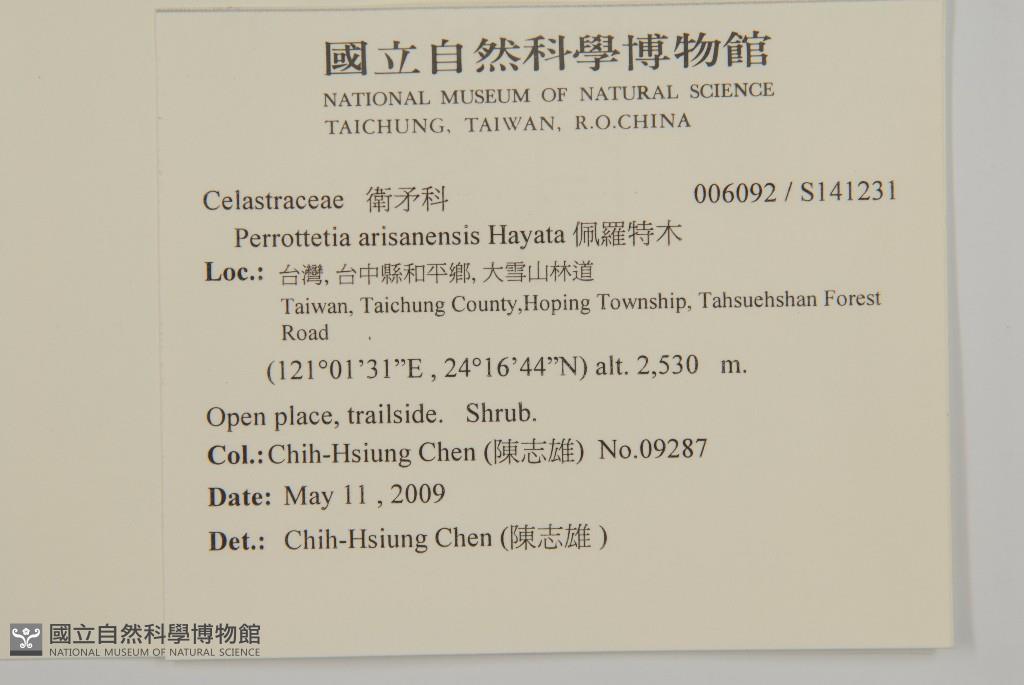 國立自然科學博物館
NATIONAL MUSEUM OF NATURAL SCIENCE
TAICHUNG, TAIWAN, R.O.CHINA
Celastraceae 衛矛科 006092 / S141231
Perrottetia arisanensis Hayata 佩羅特木
Loc.: 台灣, 台中縣和平鄉, 大雪山林道
Taiwan, Taichung County,Hoping Township, Tahsuehshan Forest
Road
(121°01’31”E , 24°16’44”N) alt. 2,530 m.
Open place, trailside. Shrub.
Col.: Chih-Hsiung Chen (陳志雄) No.09287
Date: May 11 , 2009
Det.: Chih-Hsiung Chen (陳志雄 )
國立自然科學博物館
NATIONAL MUSEUM OF NATURAL SCIENCE